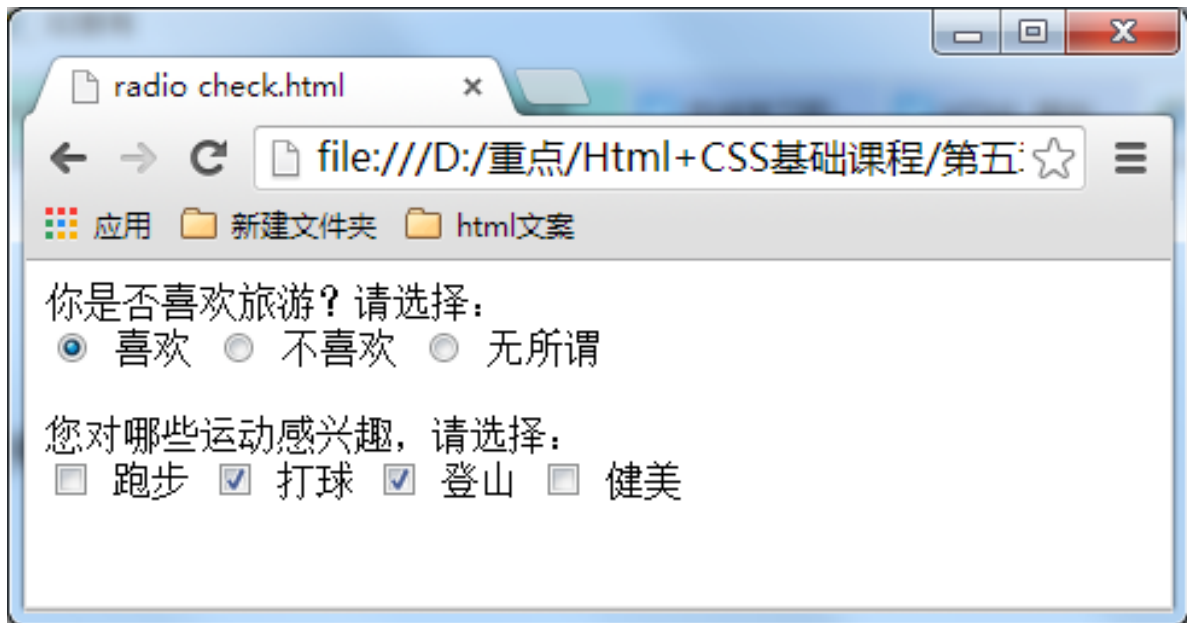 radio check.html
file:///D:/重点/Html+CSS基础课程/第五
应用 新建文件夹 html文案
你是否喜欢旅游？请选择：
喜欢 不喜欢 无所谓
您对哪些运动感兴趣，请选择：
跑步 打球 登山 健美